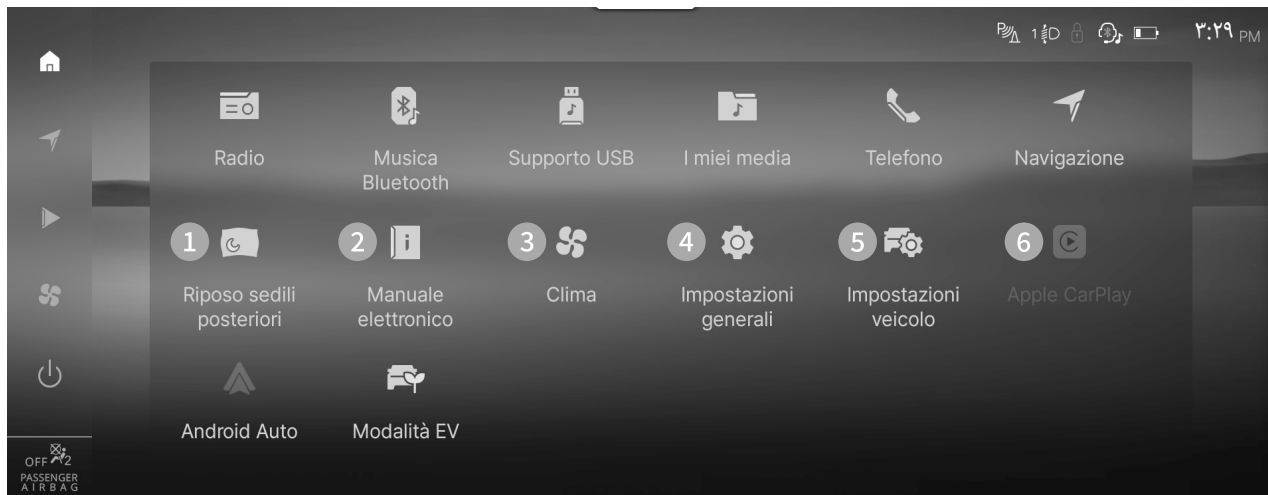 1
٣:٢٩ PM
Radio
Musica
Bluetooth
Supporto USB
I miei media
Telefono
Navigazione
1
2
3
4
5
6
Riposo sedili
posteriori
Manuale
elettronico
Clima
Impostazioni
generali
Impostazioni
veicolo
Apple CarPlay
Android Auto
Modalità EV
OFF 2
PASSENGER
AIRBAG